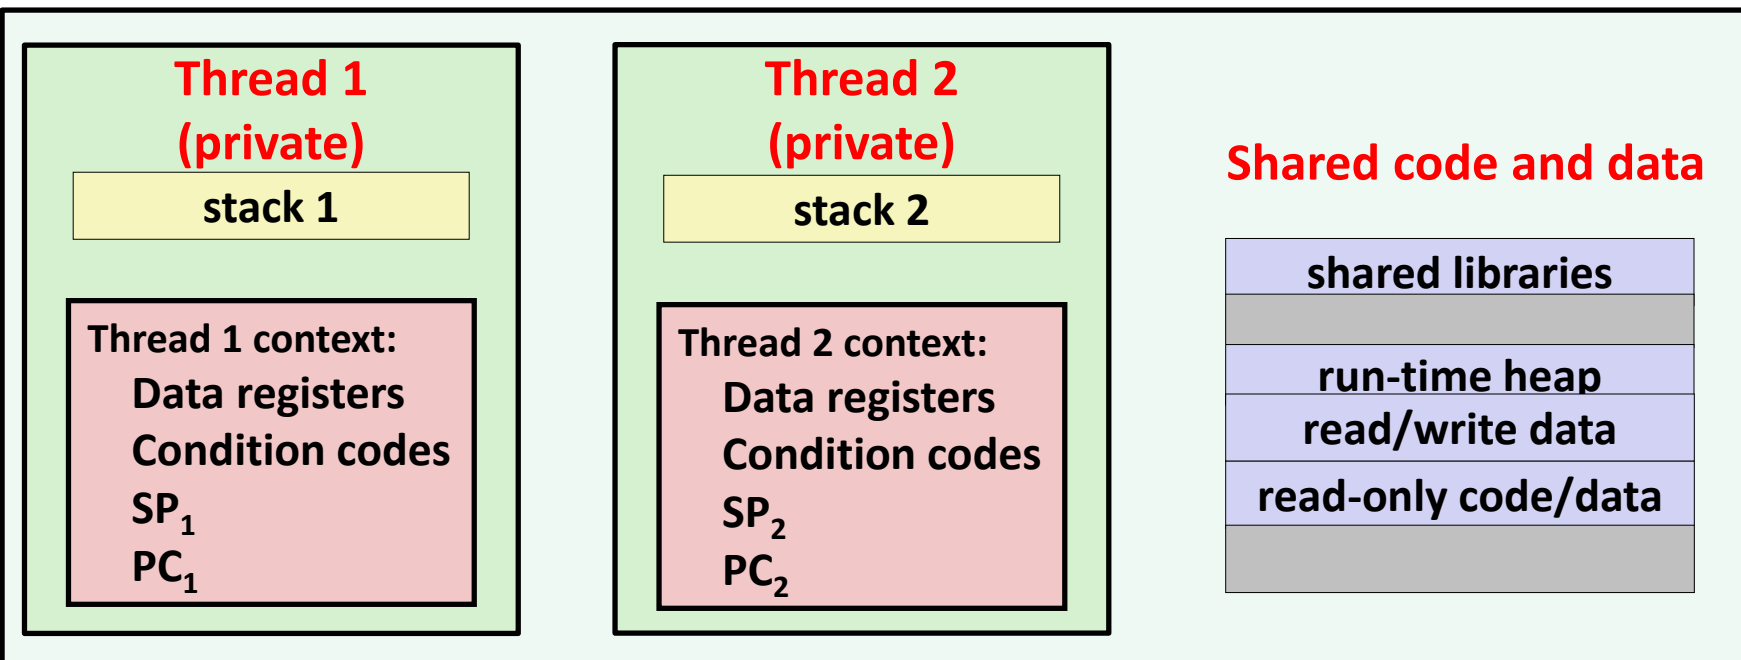 Thread 1
(private)
stack 1
Thread 1 context:
Data registers
Condition codes
SP₁
PC₁
Thread 2
(private)
stack 2
Thread 2 context:
Data registers
Condition codes
SP₂
PC₂
Shared code and data
shared libraries
run-time heap
read/write data
read-only code/data